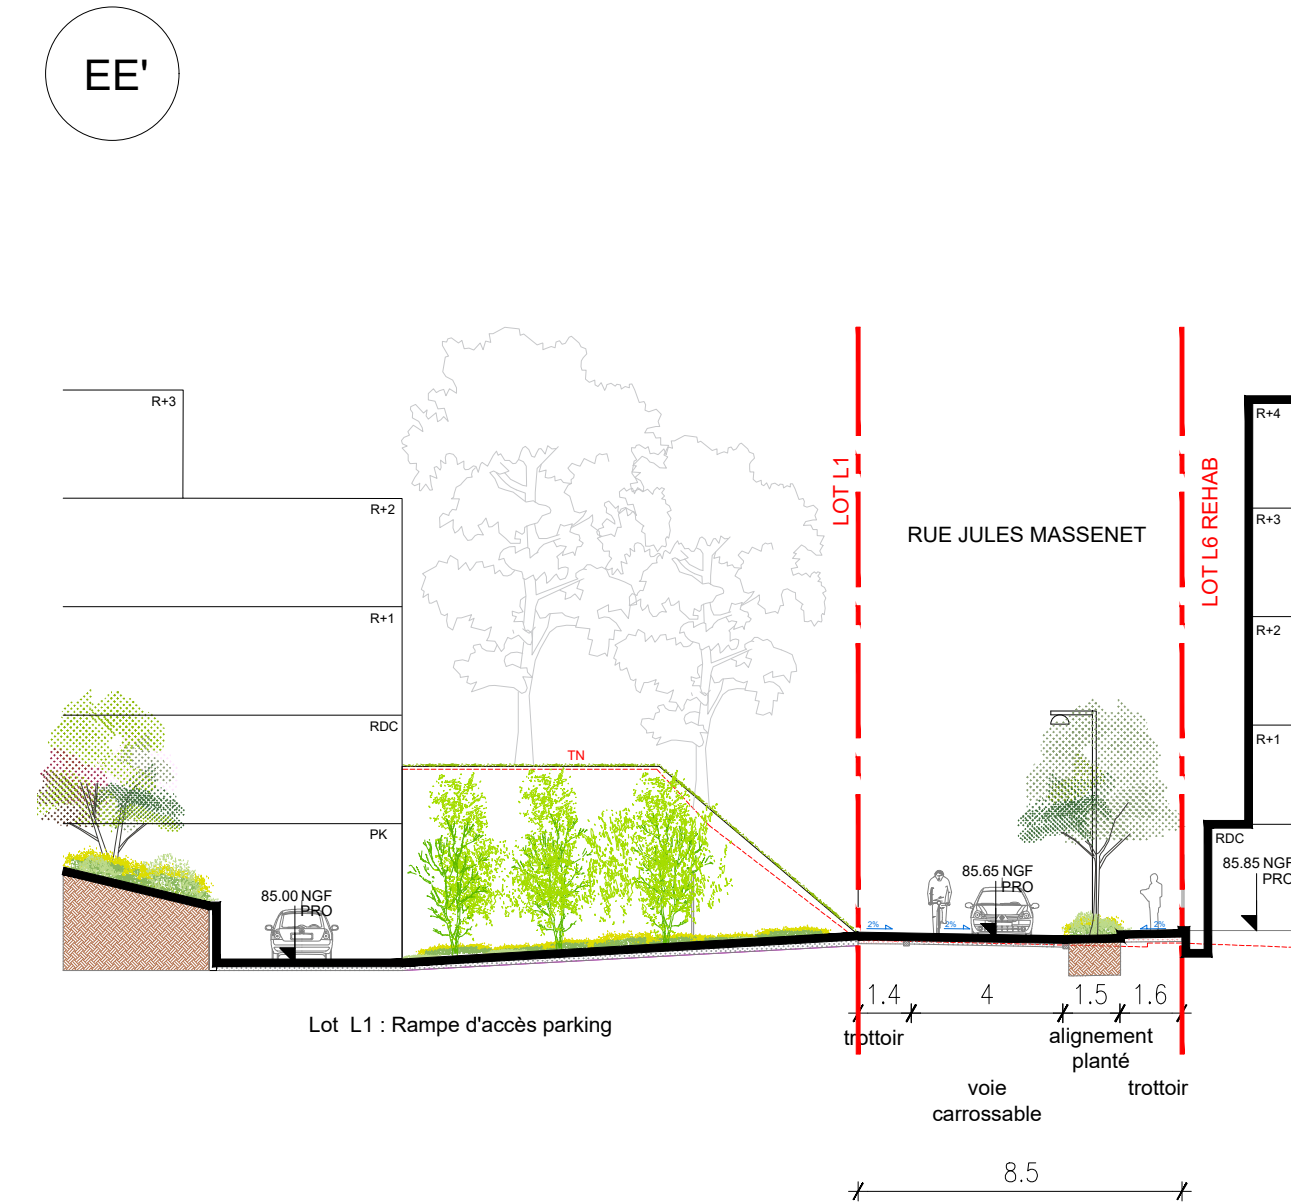 EE'
R+3
R+2
R+1
RDC
PK
85.00 NGF
PRO
TN
LOT L1
RUE JULES MASSENET
LOT L6 REHAB
R+4
R+3
R+2
R+1
RDC
85.85 NGF
PRO
85.65 NGF
PRO
2%
2%
2%
1.4
4
1.5
1.6
Lot L1 : Rampe d'accès parking
trottoir
alignement
planté
voie
carrossable
trottoir
8.5